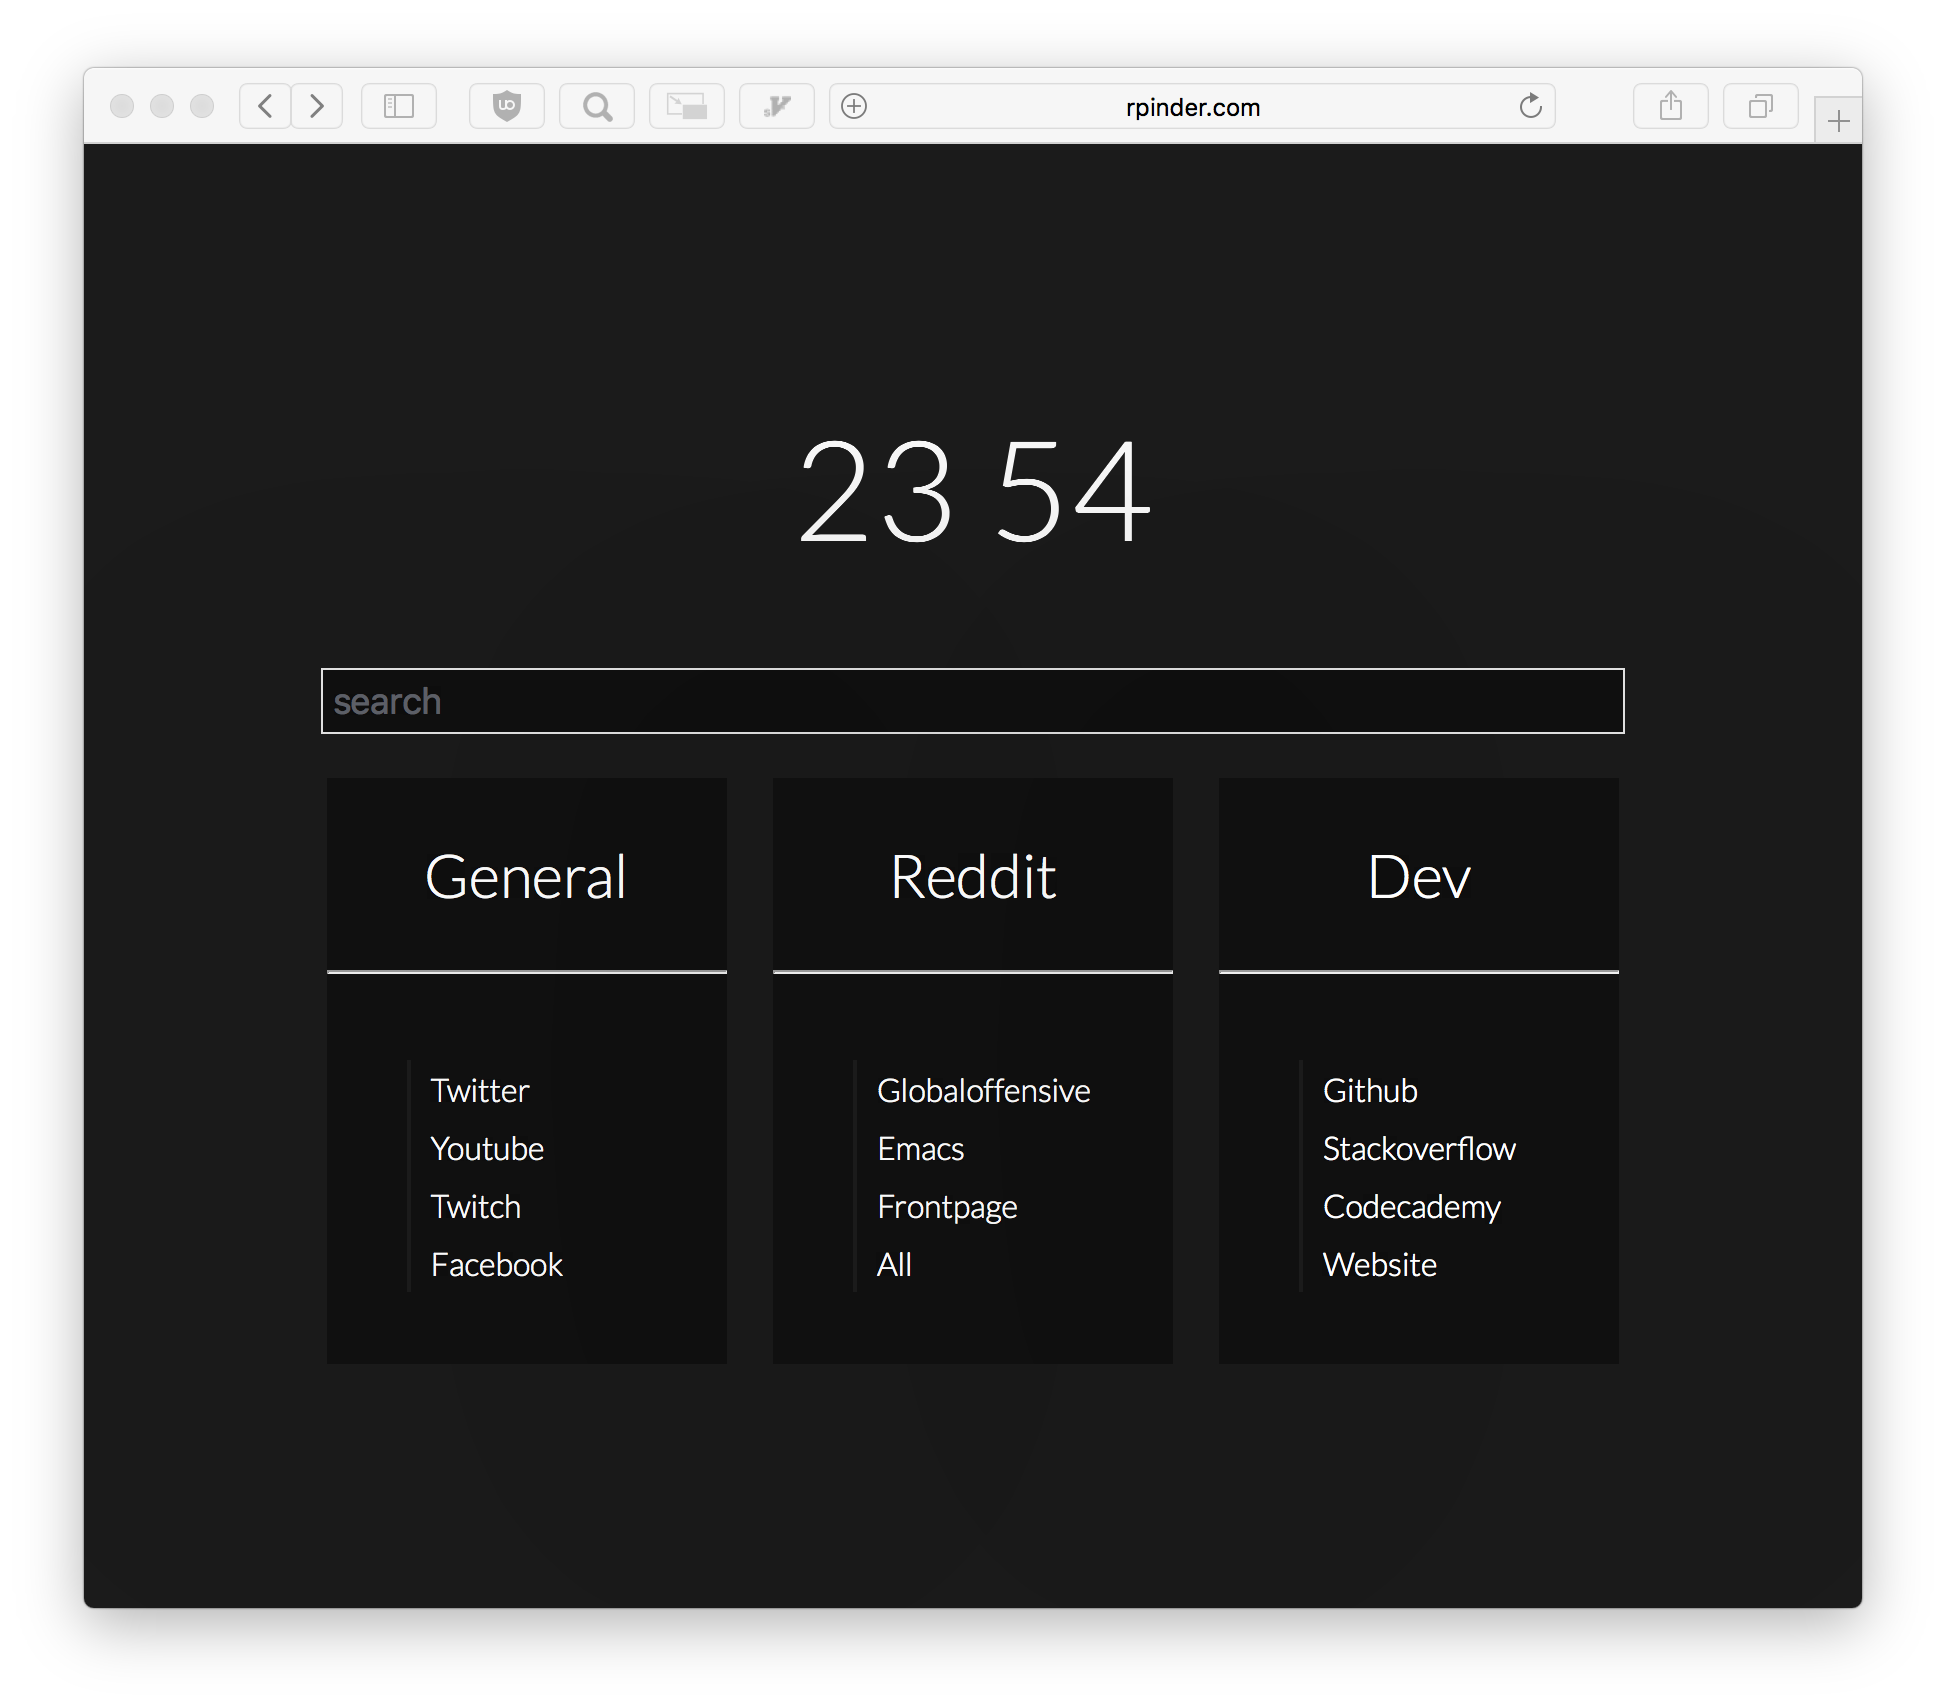 rpinder.com
23 54
search
General
Twitter
Youtube
Twitch
Facebook
Reddit
Globaloffensive
Emacs
Frontpage
All
Dev
Github
Stackoverflow
Codecademy
Website